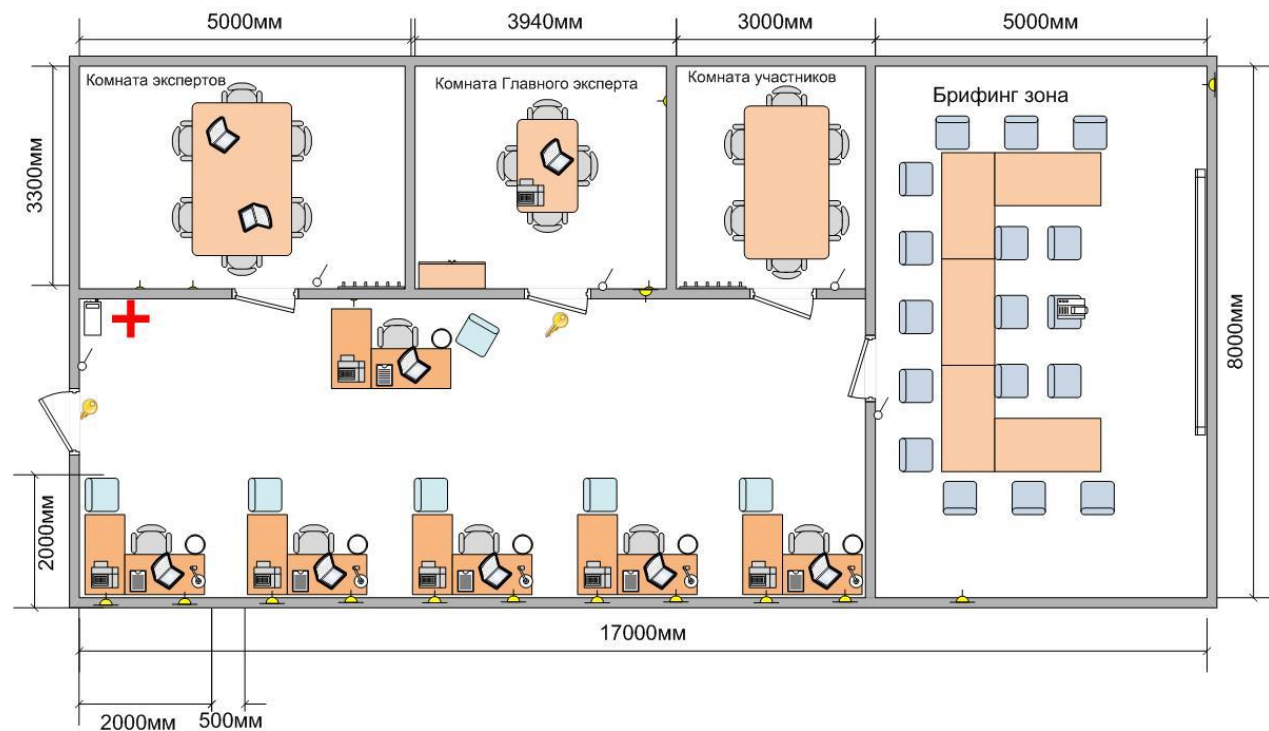 5000мм
3940мм
3000мм
5000мм
Комната экспертов
Комната Главного эксперта
Комната участников
Брифинг зона
3300мм
8000мм
2000мм
17000мм
2000мм
500мм